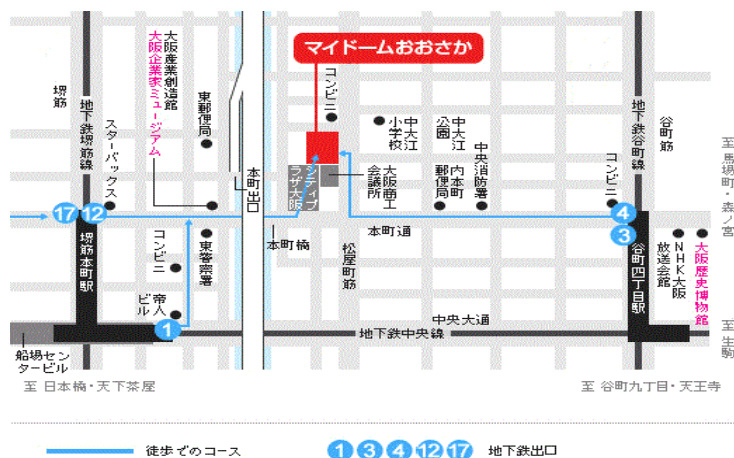 マイドームおおさか
堺筋
地下鉄堺筋線
スターバックス
大阪産業創造館
大阪企業家ミュージアム
東郵便局
本町出口
コンビニ
中大江
小学校
中大江
公園
中央消防署
内本町
郵便局
大阪商工
会議所
シティプ
ラザ大阪
コンビニ
地下鉄谷町線
谷町筋
至 馬場町・森ノ宮
17
12
4
3
堺筋本町駅
コンビニ
東警察署
本町橋
松屋町筋
本町通
谷町四丁目駅
NHK大阪
放送会館
大阪歴史博物館
帝人
ビル
1
中央大通
地下鉄中央線
至 生駒
船場セン
タービル
至 日本橋・天下茶屋
至 谷町九丁目・天王寺
徒歩でのコース
1 3 4 12 17 地下鉄出口